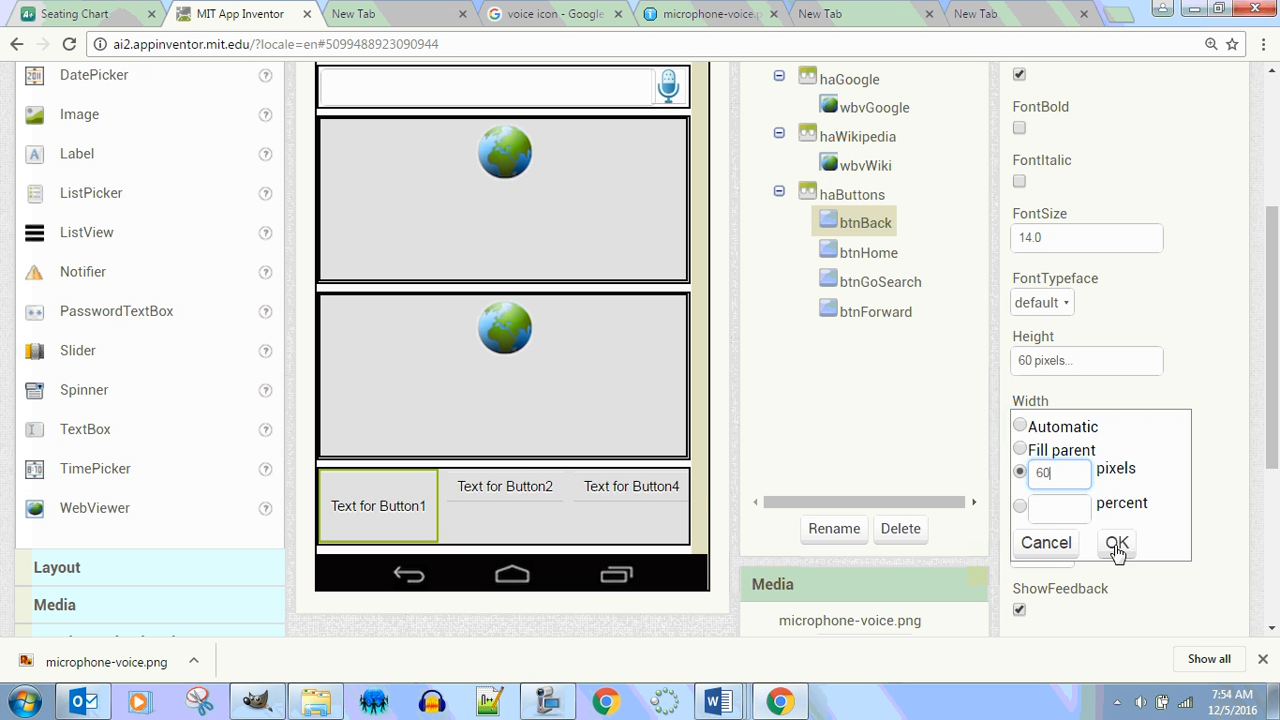 Seating Chart
MIT App Inventor
New Tab
voice icon - Google
microphone-voice.p
New Tab
New Tab
ai2.appinventor.mit.edu/?locale=en#5099488923090944
DatePicker
Image
Label
ListPicker
ListView
Notifier
PasswordTextBox
Slider
Spinner
TextBox
TimePicker
WebViewer
Layout
Media
Text for Button1
Text for Button2
Text for Button4
haGoogle
wbvGoogle
haWikipedia
wbvWiki
haButtons
btnBack
btnHome
btnGoSearch
btnForward
Rename
Delete
Media
microphone-voice.png
FontBold
FontItalic
FontSize
14.0
FontTypeface
default
Height
60 pixels...
Width
Automatic
Fill parent
60 pixels
percent
Cancel
OK
ShowFeedback
microphone-voice.png
Show all
7:54 AM
12/5/2016